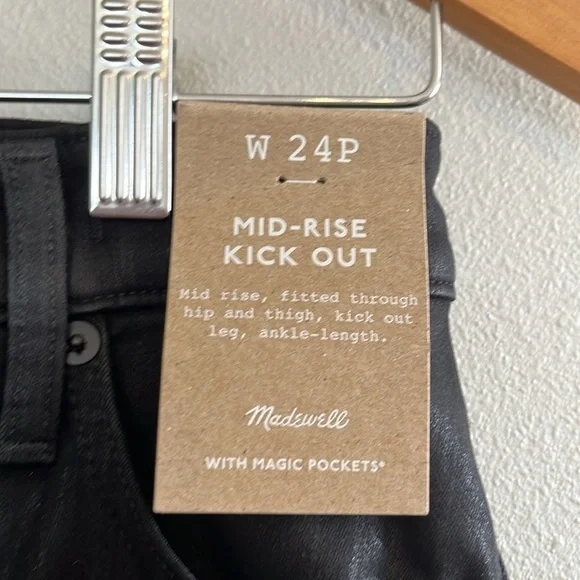 W 24P
MID-RISE
KICK OUT
Mid rise, fitted through
hip and thigh, kick out
leg, ankle-length.
Madewell
WITH MAGIC POCKETS®